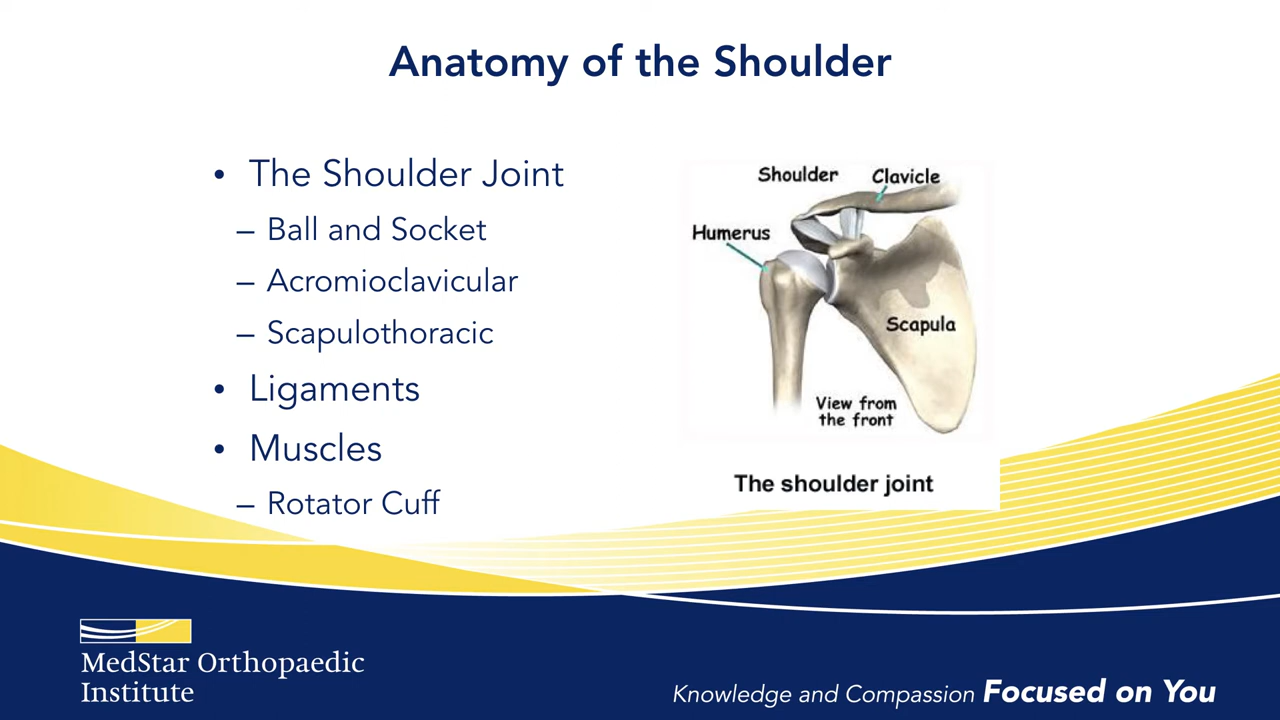 Anatomy of the Shoulder
• The Shoulder Joint
– Ball and Socket
– Acromioclavicular
– Scapulothoracic
• Ligaments
• Muscles
– Rotator Cuff
Shoulder
Clavicle
Humerus
Scapula
View from
the front
The shoulder joint
MedStar Orthopaedic
Institute
Knowledge and Compassion Focused on You